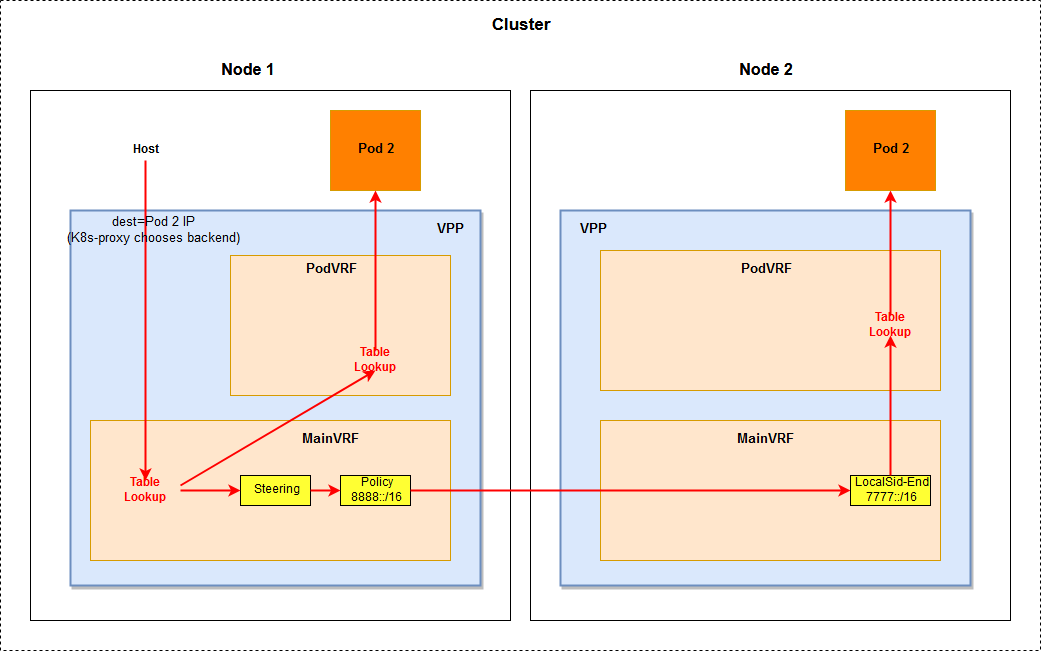 Cluster
Node 1
Node 2
Host
Pod 2
Pod 2
dest=Pod 2 IP
(K8s-proxy chooses backend)
VPP
VPP
PodVRF
PodVRF
Table
Lookup
Table
Lookup
MainVRF
MainVRF
Table
Lookup
Steering
Policy
8888::/16
LocalSid-End
7777::/16